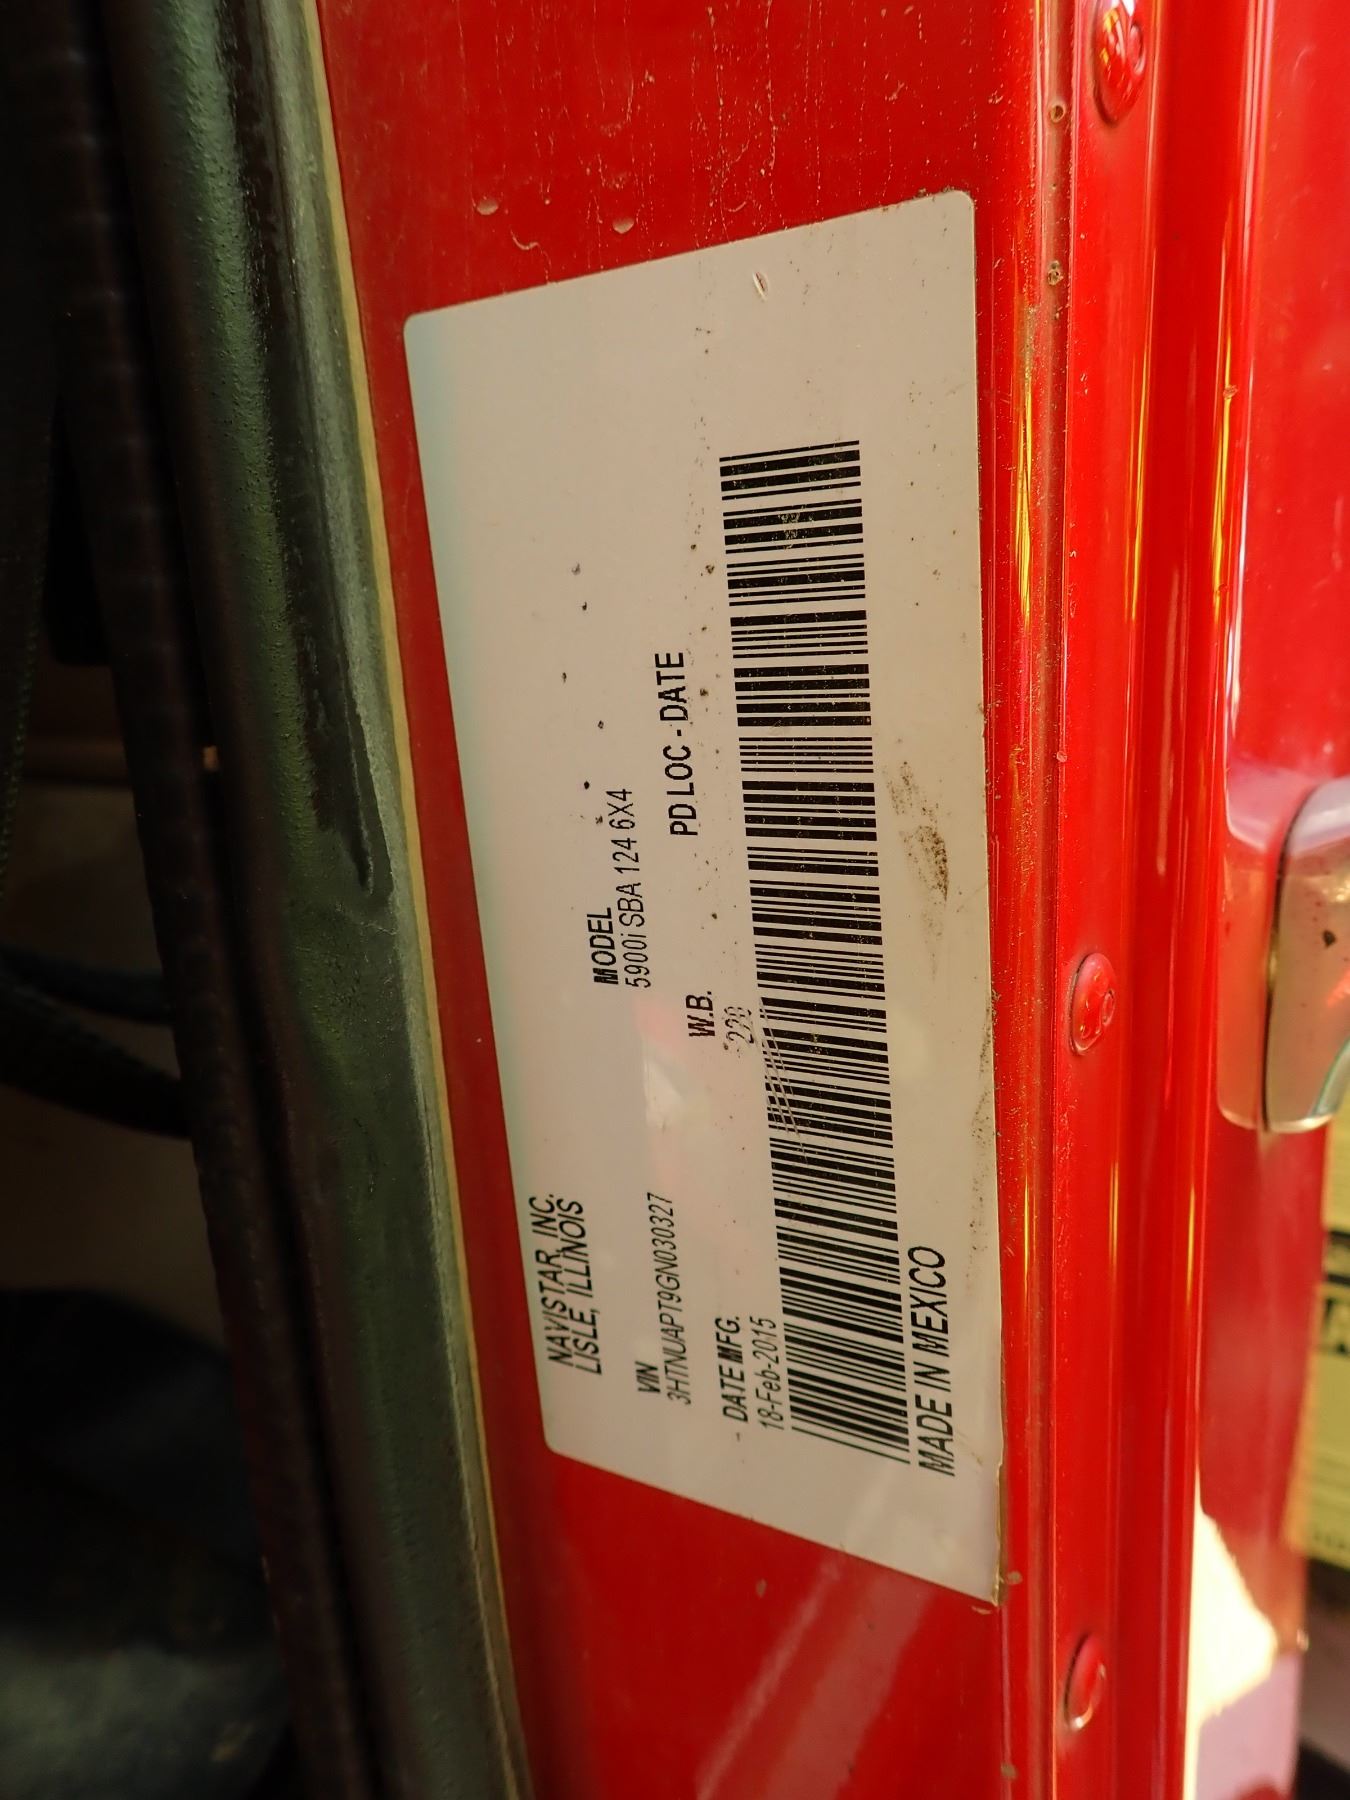 NAVISTAR, INC.
LISLE, ILLINOIS
MODEL
5900i SBA 124 6X4
VIN
3HTNUAPT9GN030327
W.B.
PD LOC - DATE
DATE MFG.
18-Feb-2015
MADE IN MEXICO